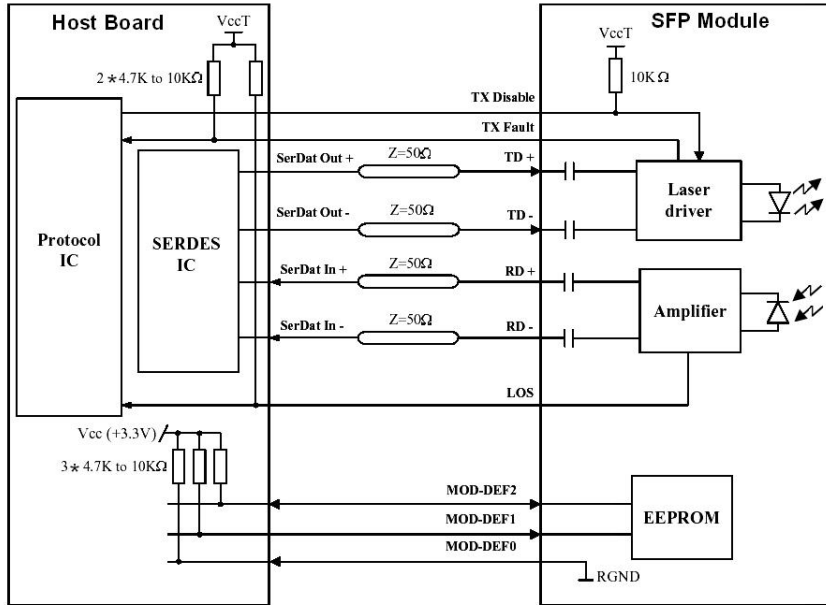 Host Board
SFP Module
VccT
VccT
2*4.7K to 10KΩ
10K Ω
TX Disable
TX Fault
SerDat Out +
Z=50Ω
TD +
Laser
driver
SerDat Out -
Z=50Ω
TD -
Protocol
IC
SERDES
IC
SerDat In +
Z=50Ω
RD +
Amplifier
SerDat In -
Z=50Ω
RD -
LOS
Vcc (+3.3V)
3*4.7K to 10KΩ
MOD-DEF2
MOD-DEF1
EEPROM
MOD-DEF0
RGND